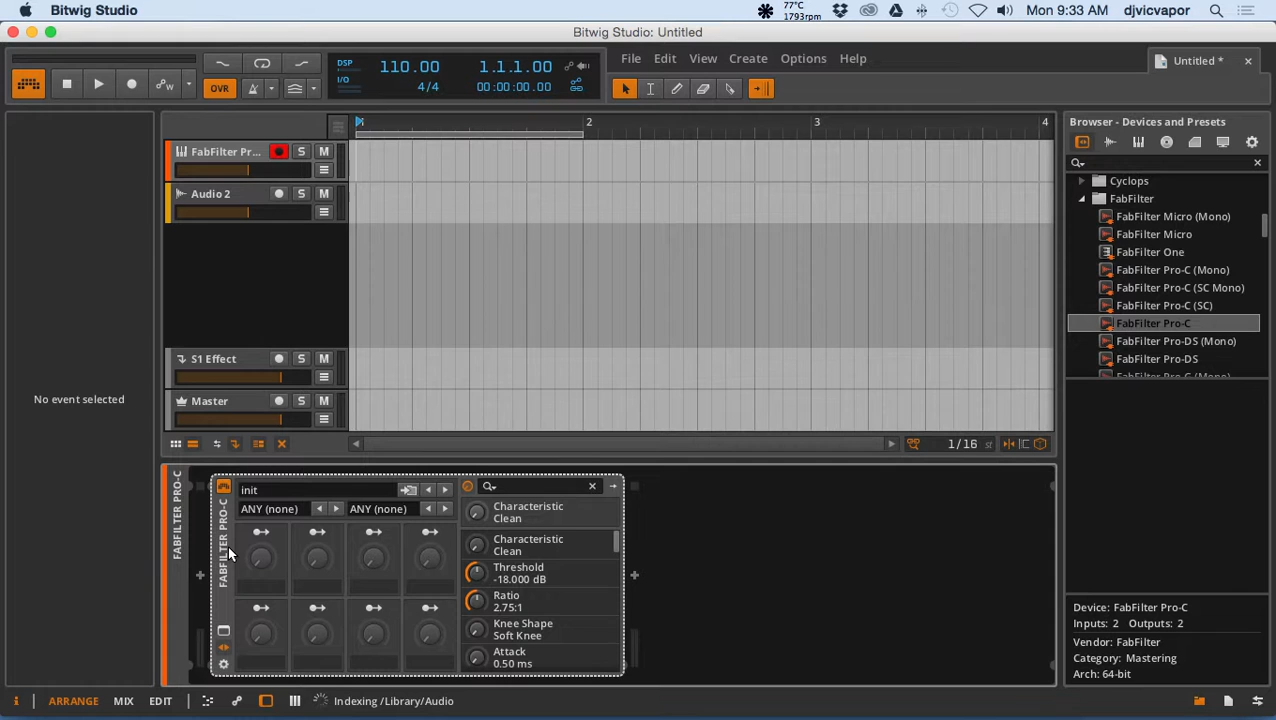 Bitwig Studio
77°C
1793rpm
Mon 9:33 AM
djvicvapor
Bitwig Studio: Untitled
DSP
I/O
110.00
4/4
1.1.1.00
00:00:00.00
OVR
File
Edit
View
Create
Options
Help
Untitled *
1
2
3
4
FabFilter Pr...
S
M
Audio 2
S
M
S1 Effect
S
M
Master
S
M
No event selected
1/16
Browser - Devices and Presets
Cyclops
FabFilter
FabFilter Micro (Mono)
FabFilter Micro
FabFilter One
FabFilter Pro-C (Mono)
FabFilter Pro-C (SC Mono)
FabFilter Pro-C (SC)
FabFilter Pro-C
FabFilter Pro-DS (Mono)
FabFilter Pro-DS
FABFILTER PRO-C
FABFILTER PRO-C
init
ANY (none)
ANY (none)
Characteristic
Clean
Characteristic
Clean
Threshold
-18.000 dB
Ratio
2.75:1
Knee Shape
Soft Knee
Attack
0.50 ms
Device: FabFilter Pro-C
Inputs: 2 Outputs: 2
Vendor: FabFilter
Category: Mastering
Arch: 64-bit
i
ARRANGE
MIX
EDIT
Indexing /Library/Audio